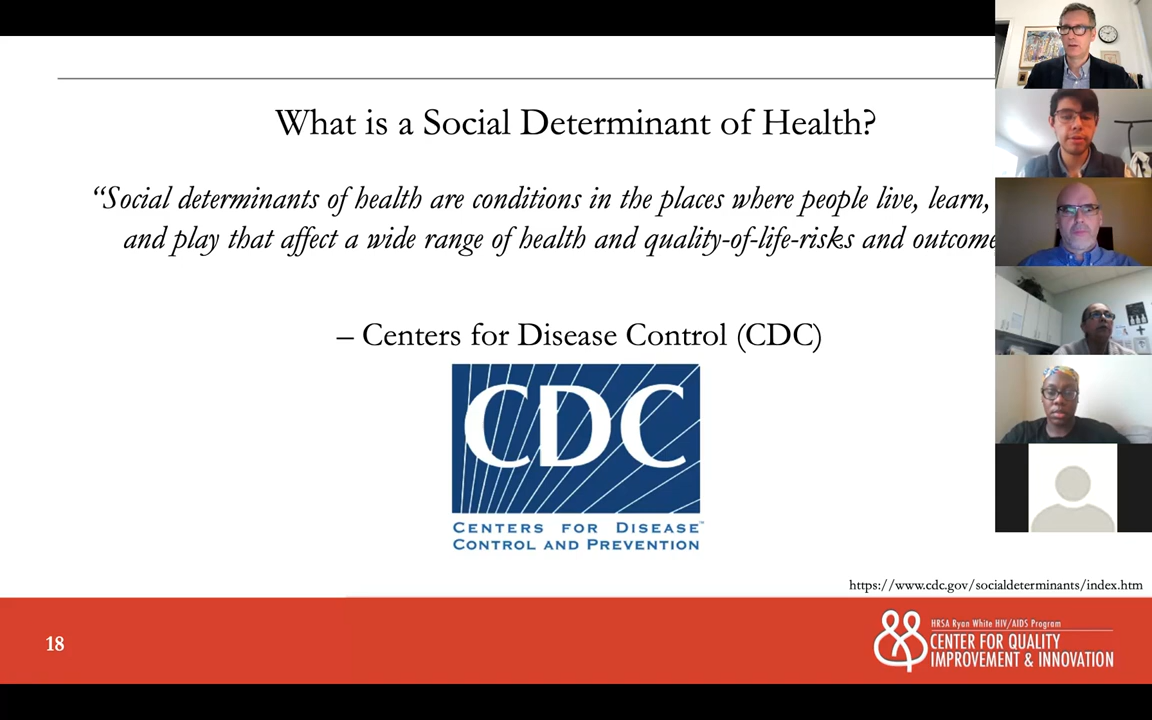 What is a Social Determinant of Health?
“Social determinants of health are conditions in the places where people live, learn,
and play that affect a wide range of health and quality-of-life-risks and outcome
– Centers for Disease Control (CDC)
CDC
CENTERS FOR DISEASE™
CONTROL AND PREVENTION
https://www.cdc.gov/socialdeterminants/index.htm
18
HRSA Ryan White HIV/AIDS Program
CENTER FOR QUALITY
IMPROVEMENT & INNOVATION